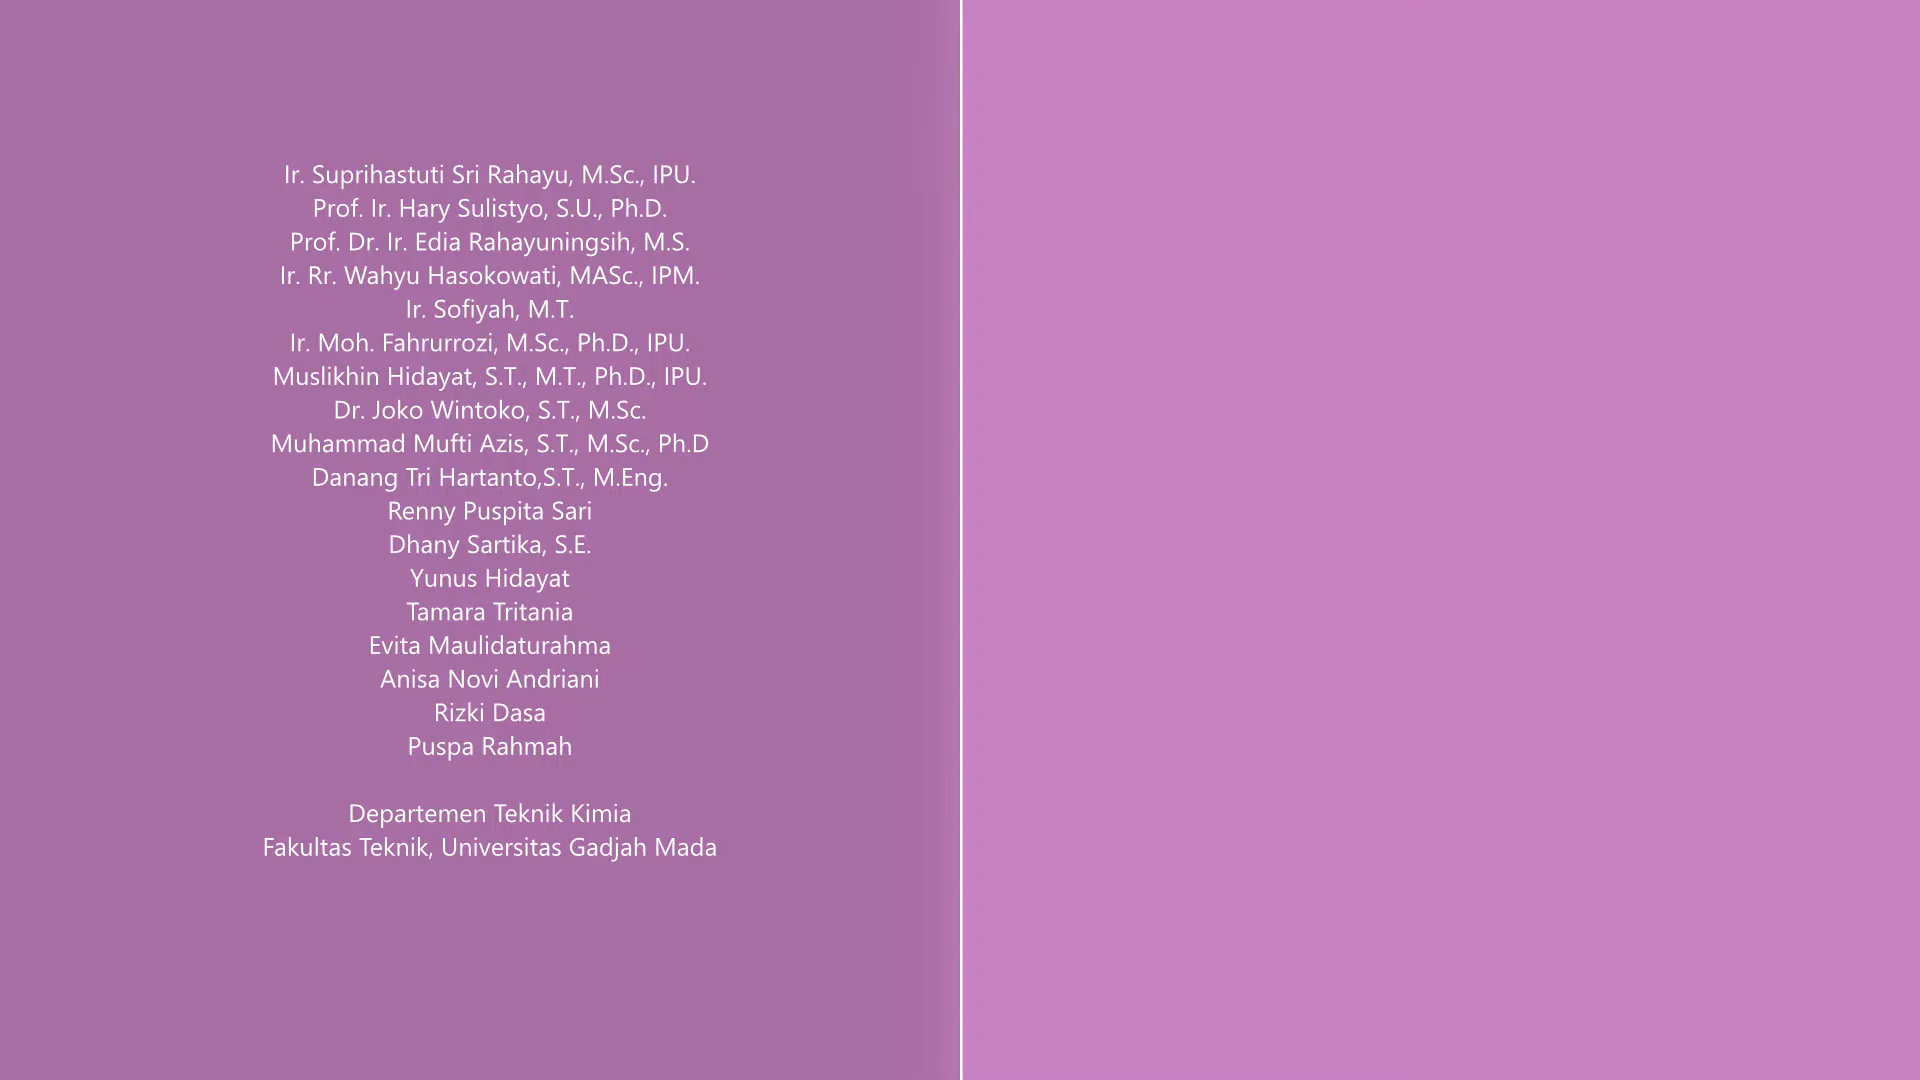 Ir. Suprihastuti Sri Rahayu, M.Sc., IPU.
Prof. Ir. Hary Sulistyo, S.U., Ph.D.
Prof. Dr. Ir. Edia Rahayuningsih, M.S.
Ir. Rr. Wahyu Hasokowati, MASc., IPM.
Ir. Sofiyah, M.T.
Ir. Moh. Fahrurrozi, M.Sc., Ph.D., IPU.
Muslikhin Hidayat, S.T., M.T., Ph.D., IPU.
Dr. Joko Wintoko, S.T., M.Sc.
Muhammad Mufti Azis, S.T., M.Sc., Ph.D
Danang Tri Hartanto,S.T., M.Eng.
Renny Puspita Sari
Dhany Sartika, S.E.
Yunus Hidayat
Tamara Tritania
Evita Maulidaturahma
Anisa Novi Andriani
Rizki Dasa
Puspa Rahmah
Departemen Teknik Kimia
Fakultas Teknik, Universitas Gadjah Mada